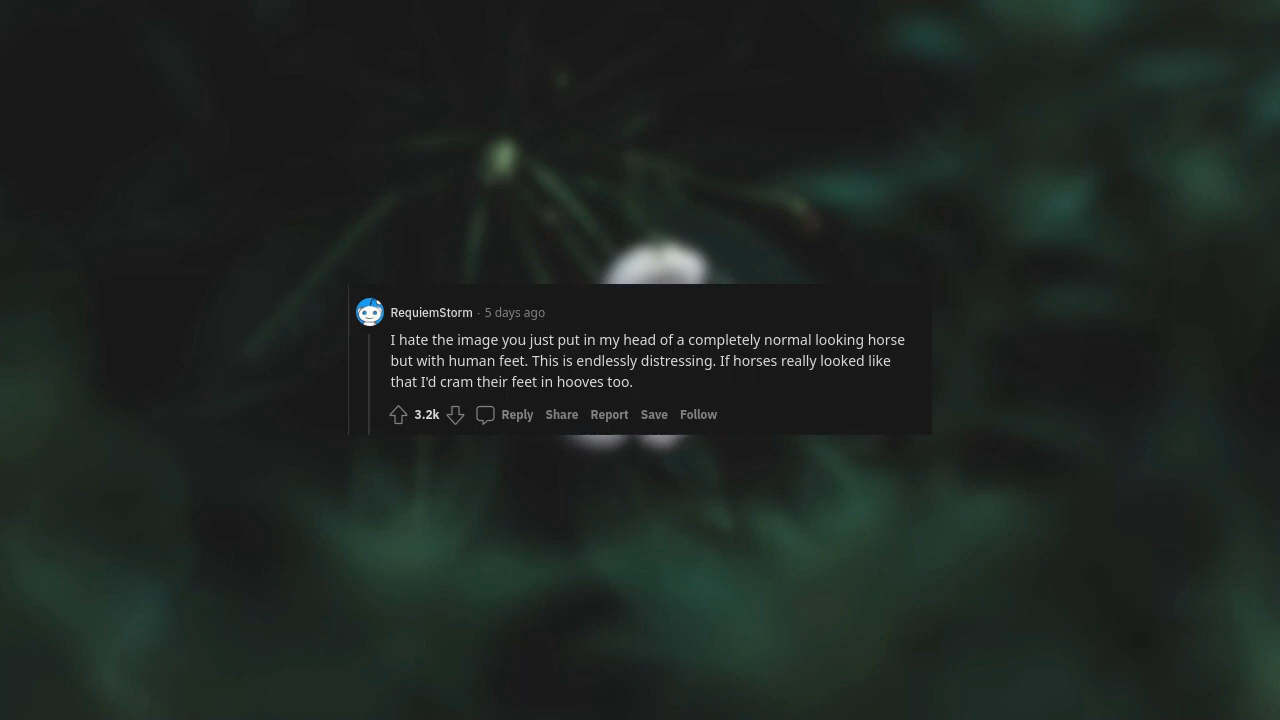 RequiemStorm · 5 days ago
I hate the image you just put in my head of a completely normal looking horse
but with human feet. This is endlessly distressing. If horses really looked like
that I'd cram their feet in hooves too.
3.2k Reply Share Report Save Follow